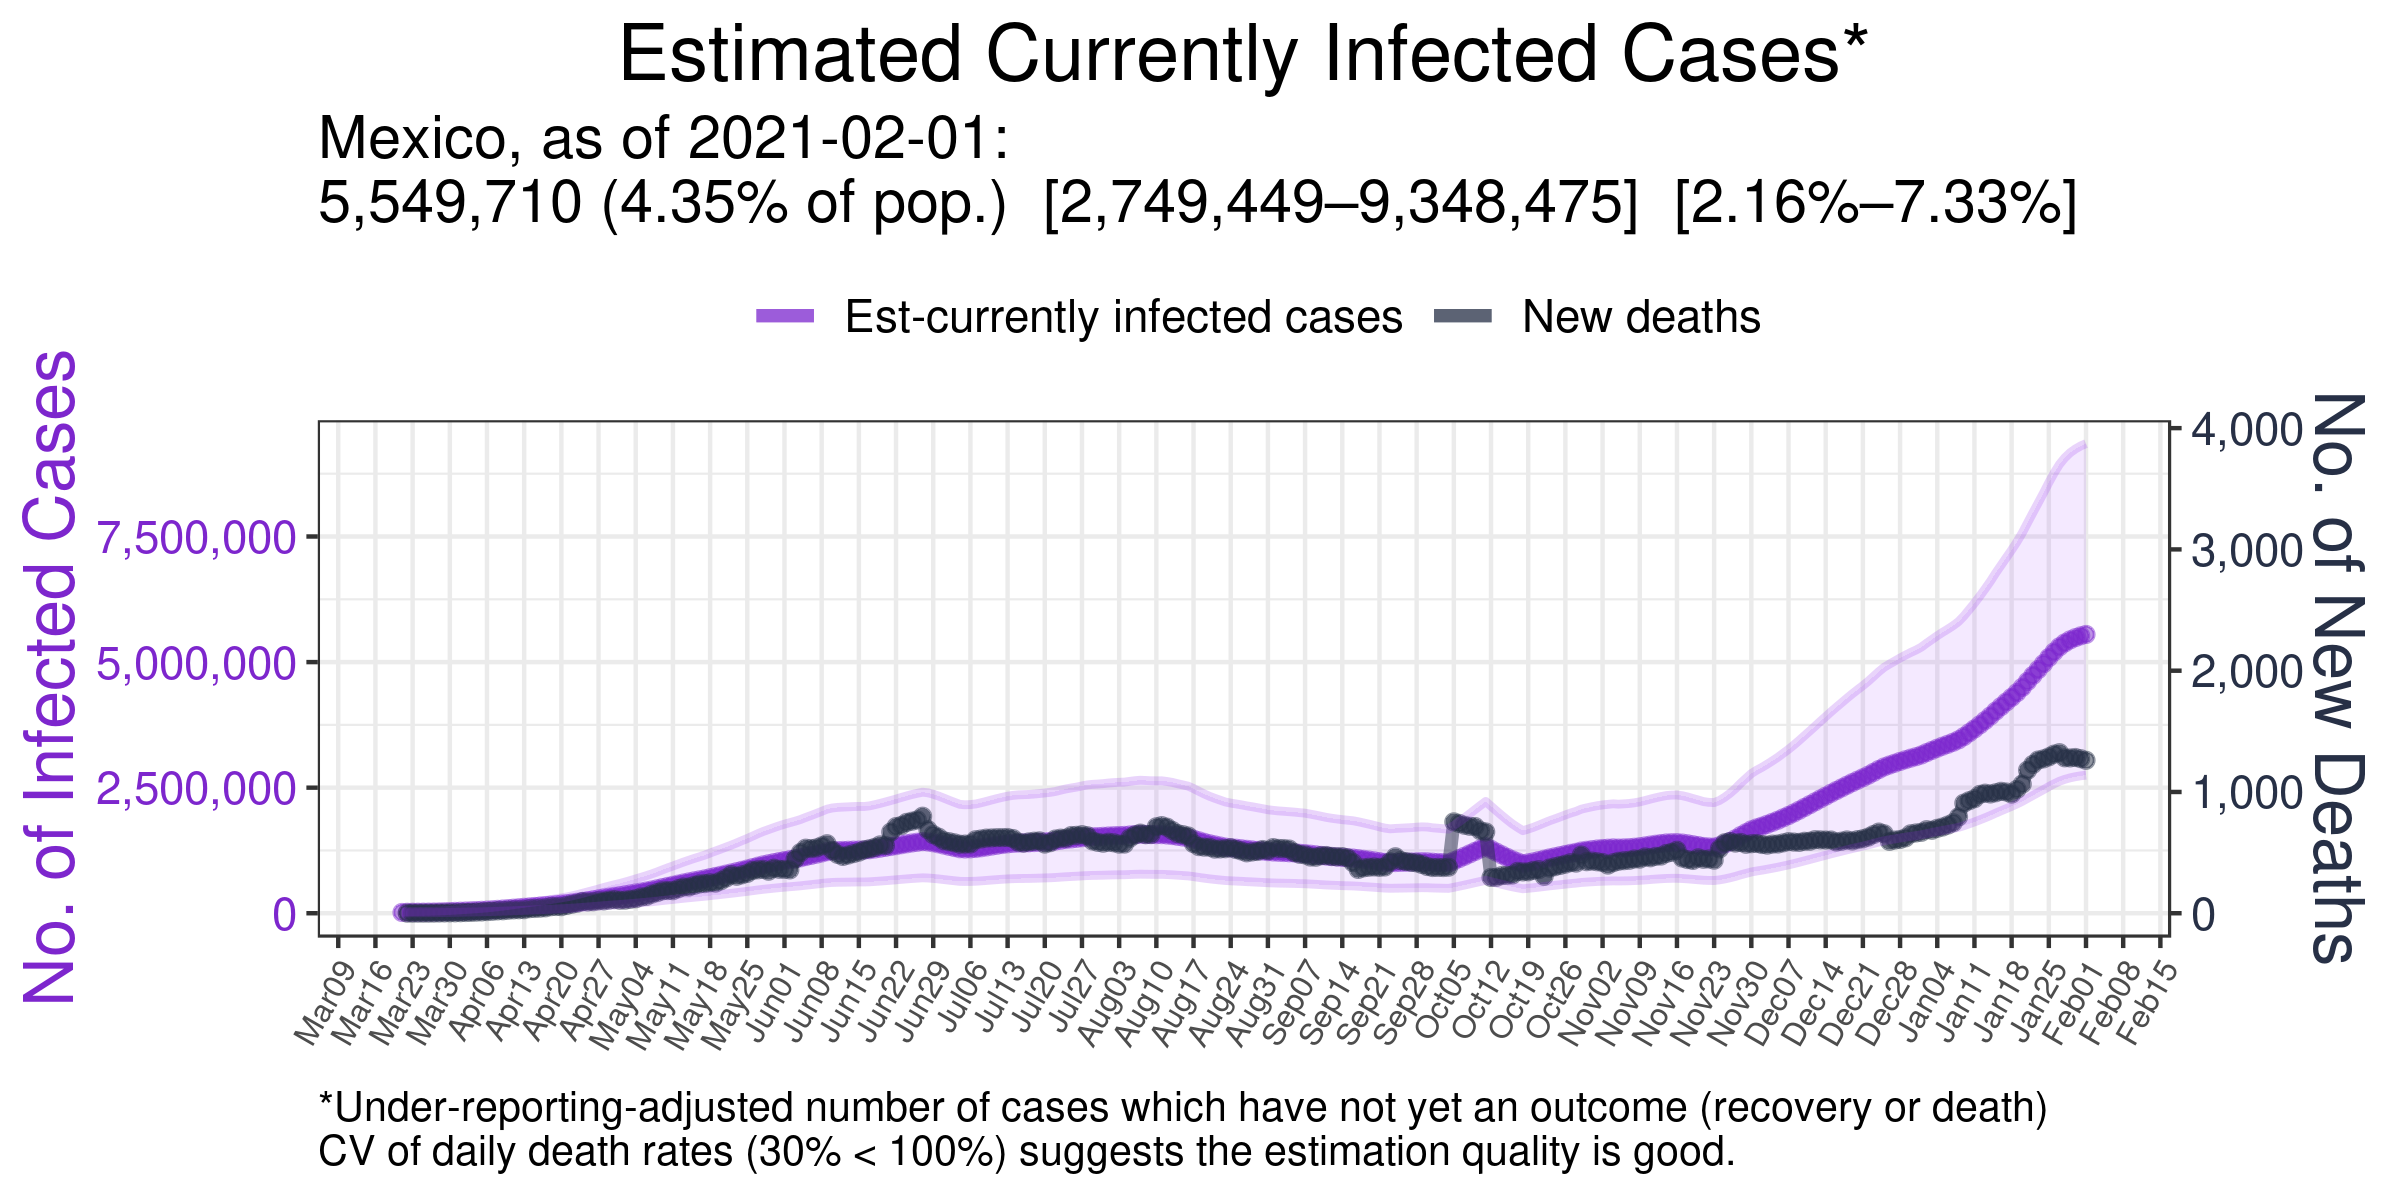 Estimated Currently Infected Cases*
Mexico, as of 2021-02-01:
5,549,710 (4.35% of pop.) [2,749,449–9,348,475] [2.16%–7.33%]
Est-currently infected cases
New deaths
No. of Infected Cases
7,500,000
5,000,000
2,500,000
0
4,000
3,000
2,000
1,000
0
No. of New Deaths
Mar09
Mar16
Mar23
Mar30
Apr06
Apr13
Apr20
Apr27
May04
May11
May18
May25
Jun01
Jun08
Jun15
Jun22
Jun29
Jul06
Jul13
Jul20
Jul27
Aug03
Aug10
Aug17
Aug24
Aug31
Sep07
Sep14
Sep21
Sep28
Oct05
Oct12
Oct19
Oct26
Nov02
Nov09
Nov16
Nov23
Nov30
Dec07
Dec14
Dec21
Dec28
Jan04
Jan11
Jan18
Jan25
Feb01
Feb08
Feb15
*Under-reporting-adjusted number of cases which have not yet an outcome (recovery or death)
CV of daily death rates (30% < 100%) suggests the estimation quality is good.